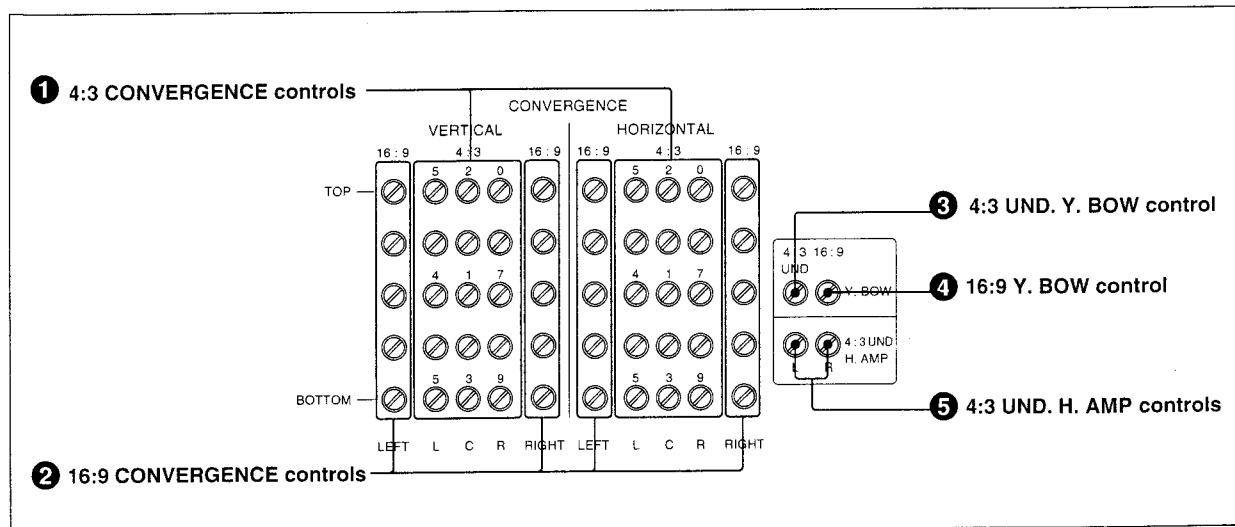 1 4:3 CONVERGENCE controls
CONVERGENCE
VERTICAL HORIZONTAL
16:9 4:3 16:9 16:9 4:3 16:9
5 2 0 5 2 0
TOP
4 1 7 4 1 7
5 3 9 5 3 9
BOTTOM
LEFT L C R RIGHT LEFT L C R RIGHT
2 16:9 CONVERGENCE controls
4:3 16:9
UND
Y. BOW
4:3 UND
H. AMP
L R
3 4:3 UND. Y. BOW control
4 16:9 Y. BOW control
5 4:3 UND. H. AMP controls